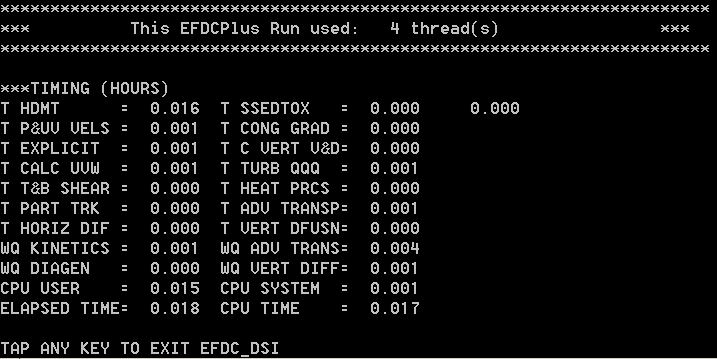 ***********************************************************************
***          This EFDCPlus Run used:   4 thread(s)                ***
***********************************************************************
***TIMING (HOURS)
T HDMT      =  0.016  T SSEDTOX   =  0.000     0.000
T P&UV VELS =  0.001  T CONG GRAD =  0.000
T EXPLICIT  =  0.001  T C VERT V&D=  0.000
T CALC UVW  =  0.001  T TURB QQQ  =  0.001
T T&B SHEAR =  0.000  T HEAT PRCS =  0.000
T PART TRK  =  0.000  T ADV TRANSP=  0.001
T HORIZ DIF =  0.000  T VERT DFUSN=  0.000
WQ KINETICS =  0.001  WQ ADV TRANS=  0.004
WQ DIAGEN   =  0.000  WQ VERT DIFF=  0.001
CPU USER    =  0.015  CPU SYSTEM  =  0.001
ELAPSED TIME=  0.018  CPU TIME    =  0.017
TAP ANY KEY TO EXIT EFDC_DSI